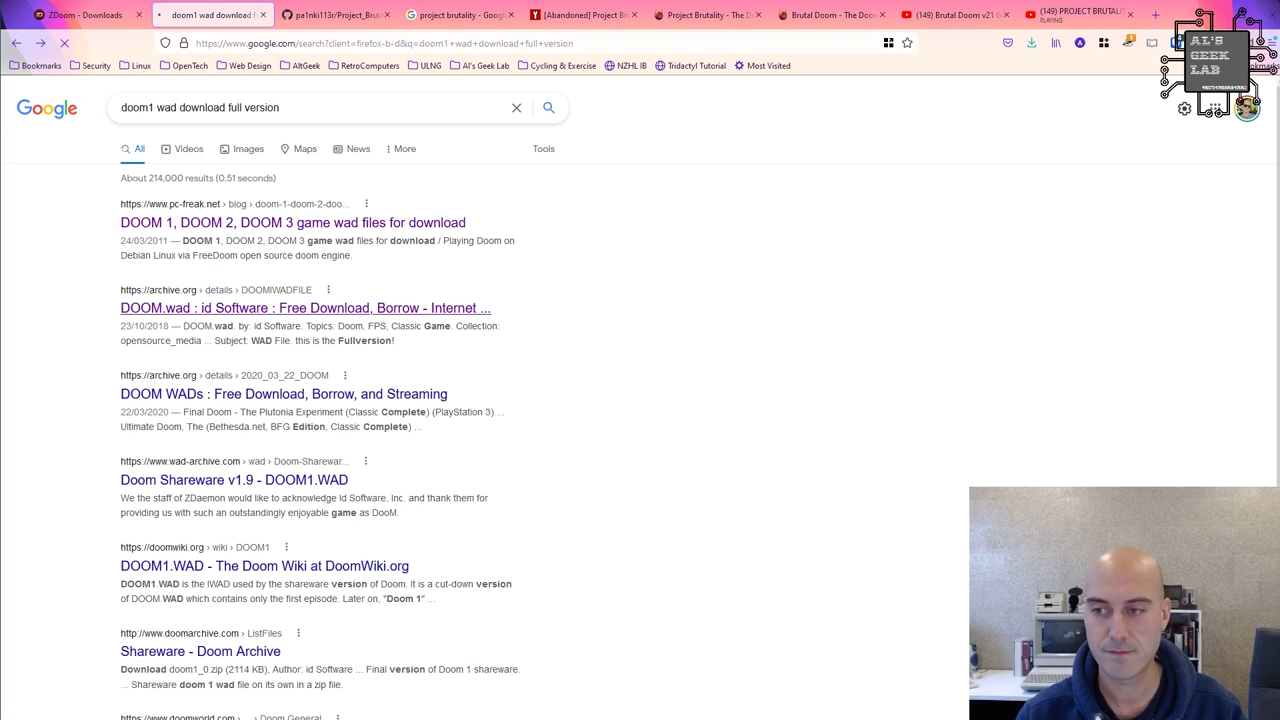 ZD ZDoom - Downloads
doom1 wad download f
pa1nki113r/Project_Bruta
project brutality - Goog
[Abandoned] Project Br
Project Brutality - The D
Brutal Doom - The Doo
(149) Brutal Doom v21 G
(149) PROJECT BRUTALIT
PLAYING
https://www.google.com/search?client=firefox-b-d&q=doom1+wad+download+full+version
Bookmarks
Security
Linux
OpenTech
Web Design
AltGeek
RetroComputers
ULNG
Cycling & Exercise
NZHL IB
Tridactyl Tutorial
Most Visited
AL'S
GEEK
LAB
Google
doom1 wad download full version
All
Videos
Images
Maps
News
More
Tools
About 214,000 results (0.51 seconds)
https://www.pc-freak.net › blog › doom-1-doom-2-doo...
DOOM 1, DOOM 2, DOOM 3 game wad files for download
24/03/2011 — DOOM 1, DOOM 2, DOOM 3 game wad files for download / Playing Doom on
Debian Linux via FreeDoom open source doom engine.
https://archive.org › details › DOOMIWADFILE
DOOM.wad : id Software : Free Download, Borrow - Internet ...
23/10/2018 — DOOM.wad. by: id Software. Topics: Doom, FPS, Classic Game. Collection:
opensource_media ... Subject: WAD File. this is the Fullversion!
https://archive.org › details › 2020_03_22_DOOM
DOOM WADs : Free Download, Borrow, and Streaming
22/03/2020 — Final Doom - The Plutonia Experiment (Classic Complete) (PlayStation 3) ...
Ultimate Doom, The (Bethesda.net, BFG Edition, Classic Complete) ...
https://www.wad-archive.com › wad › Doom-Sharewar...
Doom Shareware v1.9 - DOOM1.WAD
We the staff of ZDaemon would like to acknowledge Id Software, Inc. and thank them for
providing us with such an outstandingly enjoyable game as DooM.
https://doomwiki.org › wiki › DOOM1
DOOM1.WAD - The Doom Wiki at DoomWiki.org
DOOM1.WAD is the IWAD used by the shareware version of Doom. It is a cut-down version
of DOOM.WAD which contains only the first episode. Later on, "Doom 1" ...
http://www.doomarchive.com › ListFiles
Shareware - Doom Archive
Download doom1_0.zip (2114 KB), Author: id Software ... Final version of Doom 1 shareware.
... Shareware doom 1 wad file on its own in a zip file.
https://www.doomworld.com › ... › Doom General